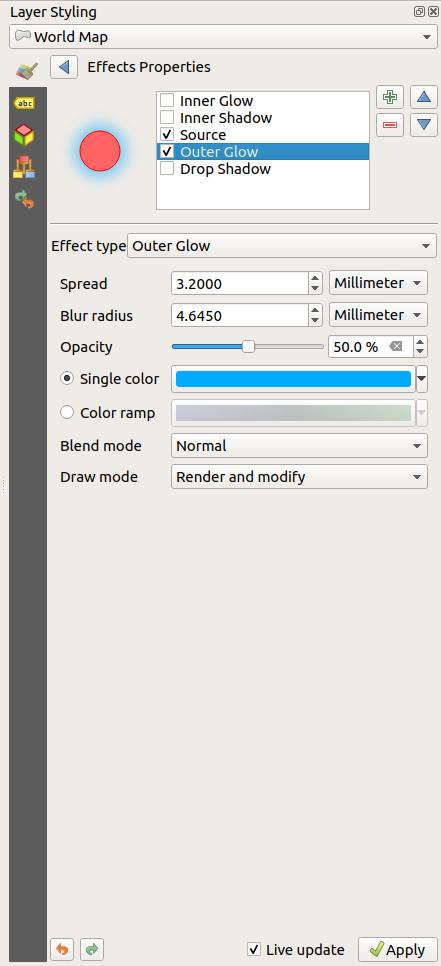 Layer Styling
World Map
Effects Properties
abc
Inner Glow
Inner Shadow
Source
Outer Glow
Drop Shadow
Effect type Outer Glow
Spread 3.2000 Millimeter
Blur radius 4.6450 Millimeter
Opacity 50.0 %
Single color
Color ramp
Blend mode Normal
Draw mode Render and modify
Live update Apply